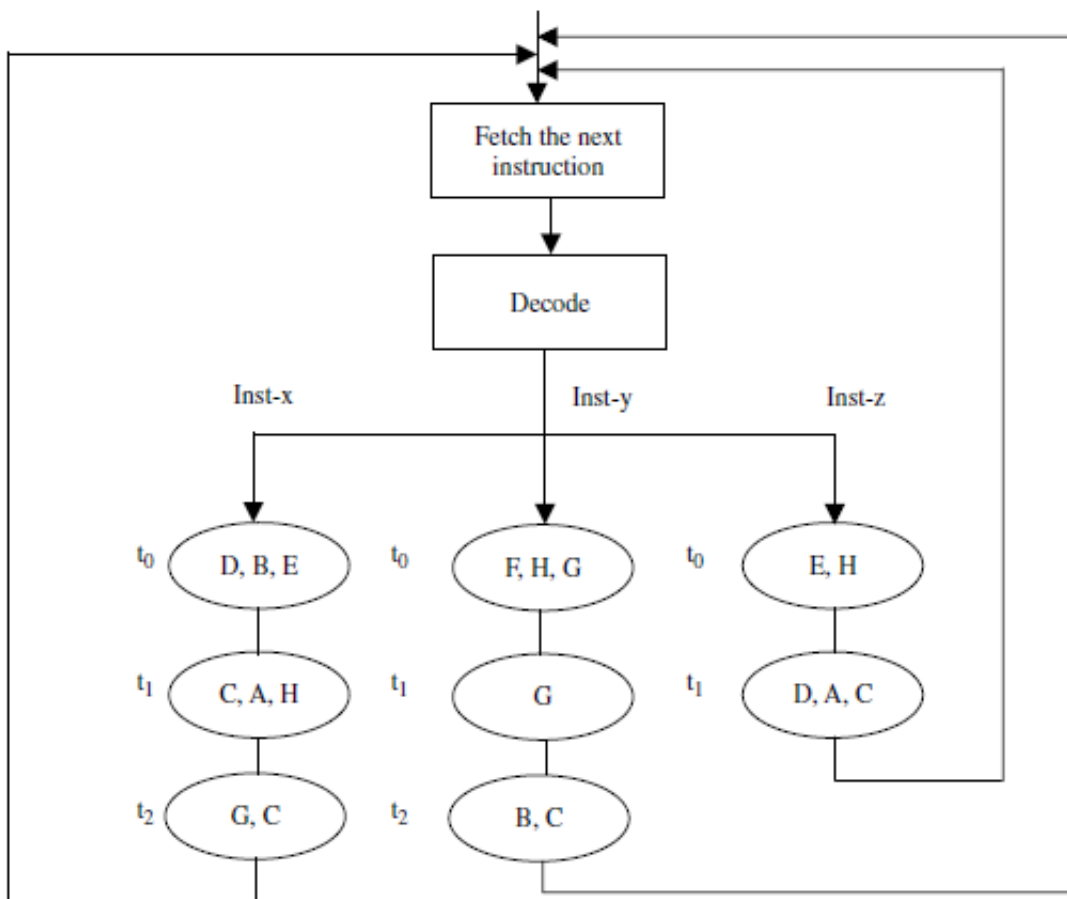 Fetch the next
instruction
Decode
Inst-x Inst-y Inst-z
t0 D, B, E t0 F, H, G t0 E, H
t1 C, A, H t1 G t1 D, A, C
t2 G, C t2 B, C